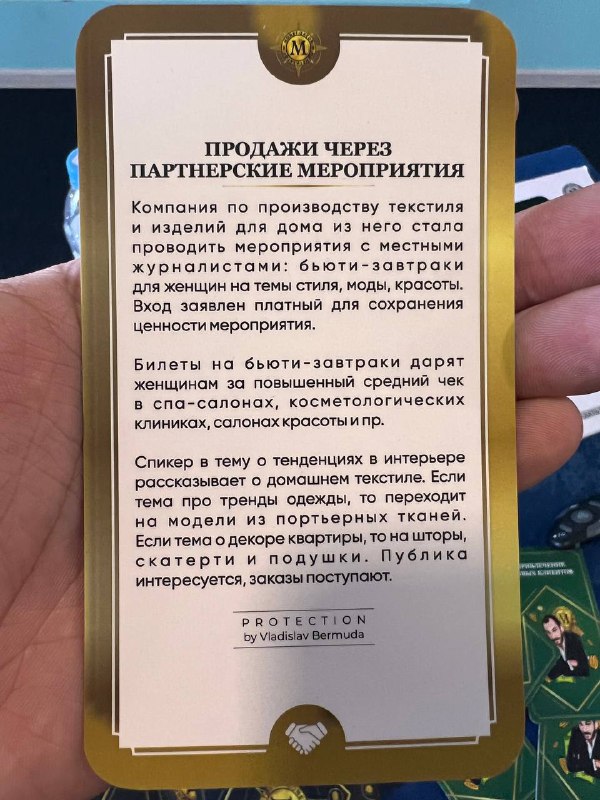 М
ПРОДАЖИ ЧЕРЕЗ
ПАРТНЕРСКИЕ МЕРОПРИЯТИЯ
Компания по производству текстиля
и изделий для дома из него стала
проводить мероприятия с местными
журналистами: бьюти-завтраки
для женщин на темы стиля, моды, красоты.
Вход заявлен платный для сохранения
ценности мероприятия.
Билеты на бьюти-завтраки дарят
женщинам за повышенный средний чек
в спа-салонах, косметологических
клиниках, салонах красоты и пр.
Спикер в тему о тенденциях в интерьере
рассказывает о домашнем текстиле. Если
тема про тренды одежды, то переходит
на модели из портьерных тканей.
Если тема о декоре квартиры, то на шторы,
скатерти и подушки. Публика
интересуется, заказы поступают.
PROTECTION
by Vladislav Bermuda